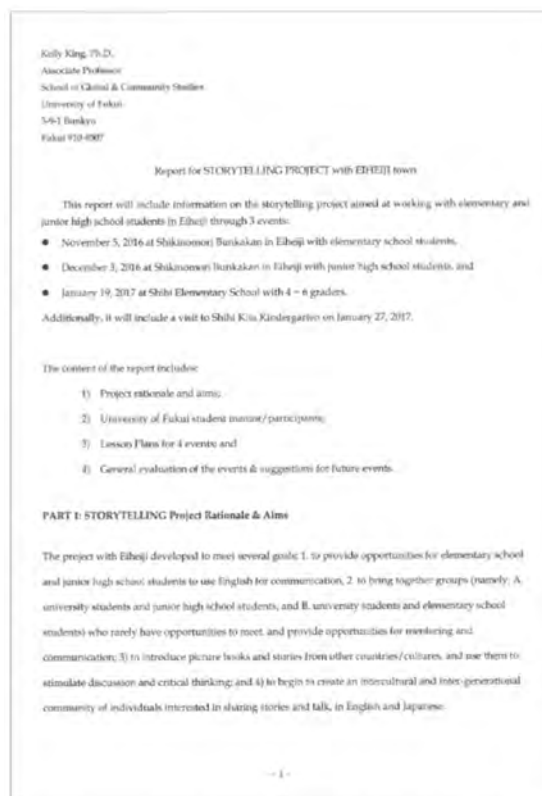 Kelly King, Ph.D.
Associate Professor
School of Global & Community Studies
University of Fukui
3-9-1 Bunkyo
Fukui 910-8507
Report for STORYTELLING PROJECT with EIHEIJI town
This report will include information on the storytelling project aimed at working with elementary and
junior high school students in Eiheiji through 3 events:
● November 5, 2016 at Shikinomori Bunkakan in Eiheiji with elementary school students,
● December 3, 2016 at Shikinomori Bunkakan in Eiheiji with junior high school students, and
● January 19, 2017 at Shihi Elementary School with 4 – 6 graders.
Additionally, it will include a visit to Shihi Kita Kindergarten on January 27, 2017.
The content of the report includes:
1) Project rationale and aims;
2) University of Fukui student participants;
3) Lesson Plans for 4 events; and
4) General evaluation of the events & suggestions for future events.
PART I: STORYTELLING Project Rationale & Aims
The project with Eiheiji developed to meet several goals: 1. to provide opportunities for elementary school
and junior high school students to use English for communication, 2. to bring together groups (namely: A.
university students and junior high school students, and B. university students and elementary school
students) who rarely have opportunities to meet, and provide opportunities for mentoring and
communication; 3) to introduce picture books and stories from other countries/cultures, and use them to
stimulate discussion and critical thinking; and 4) to begin to create an intercultural and inter-generational
community of individuals interested in sharing stories and talk, in English and Japanese.
- 1 -